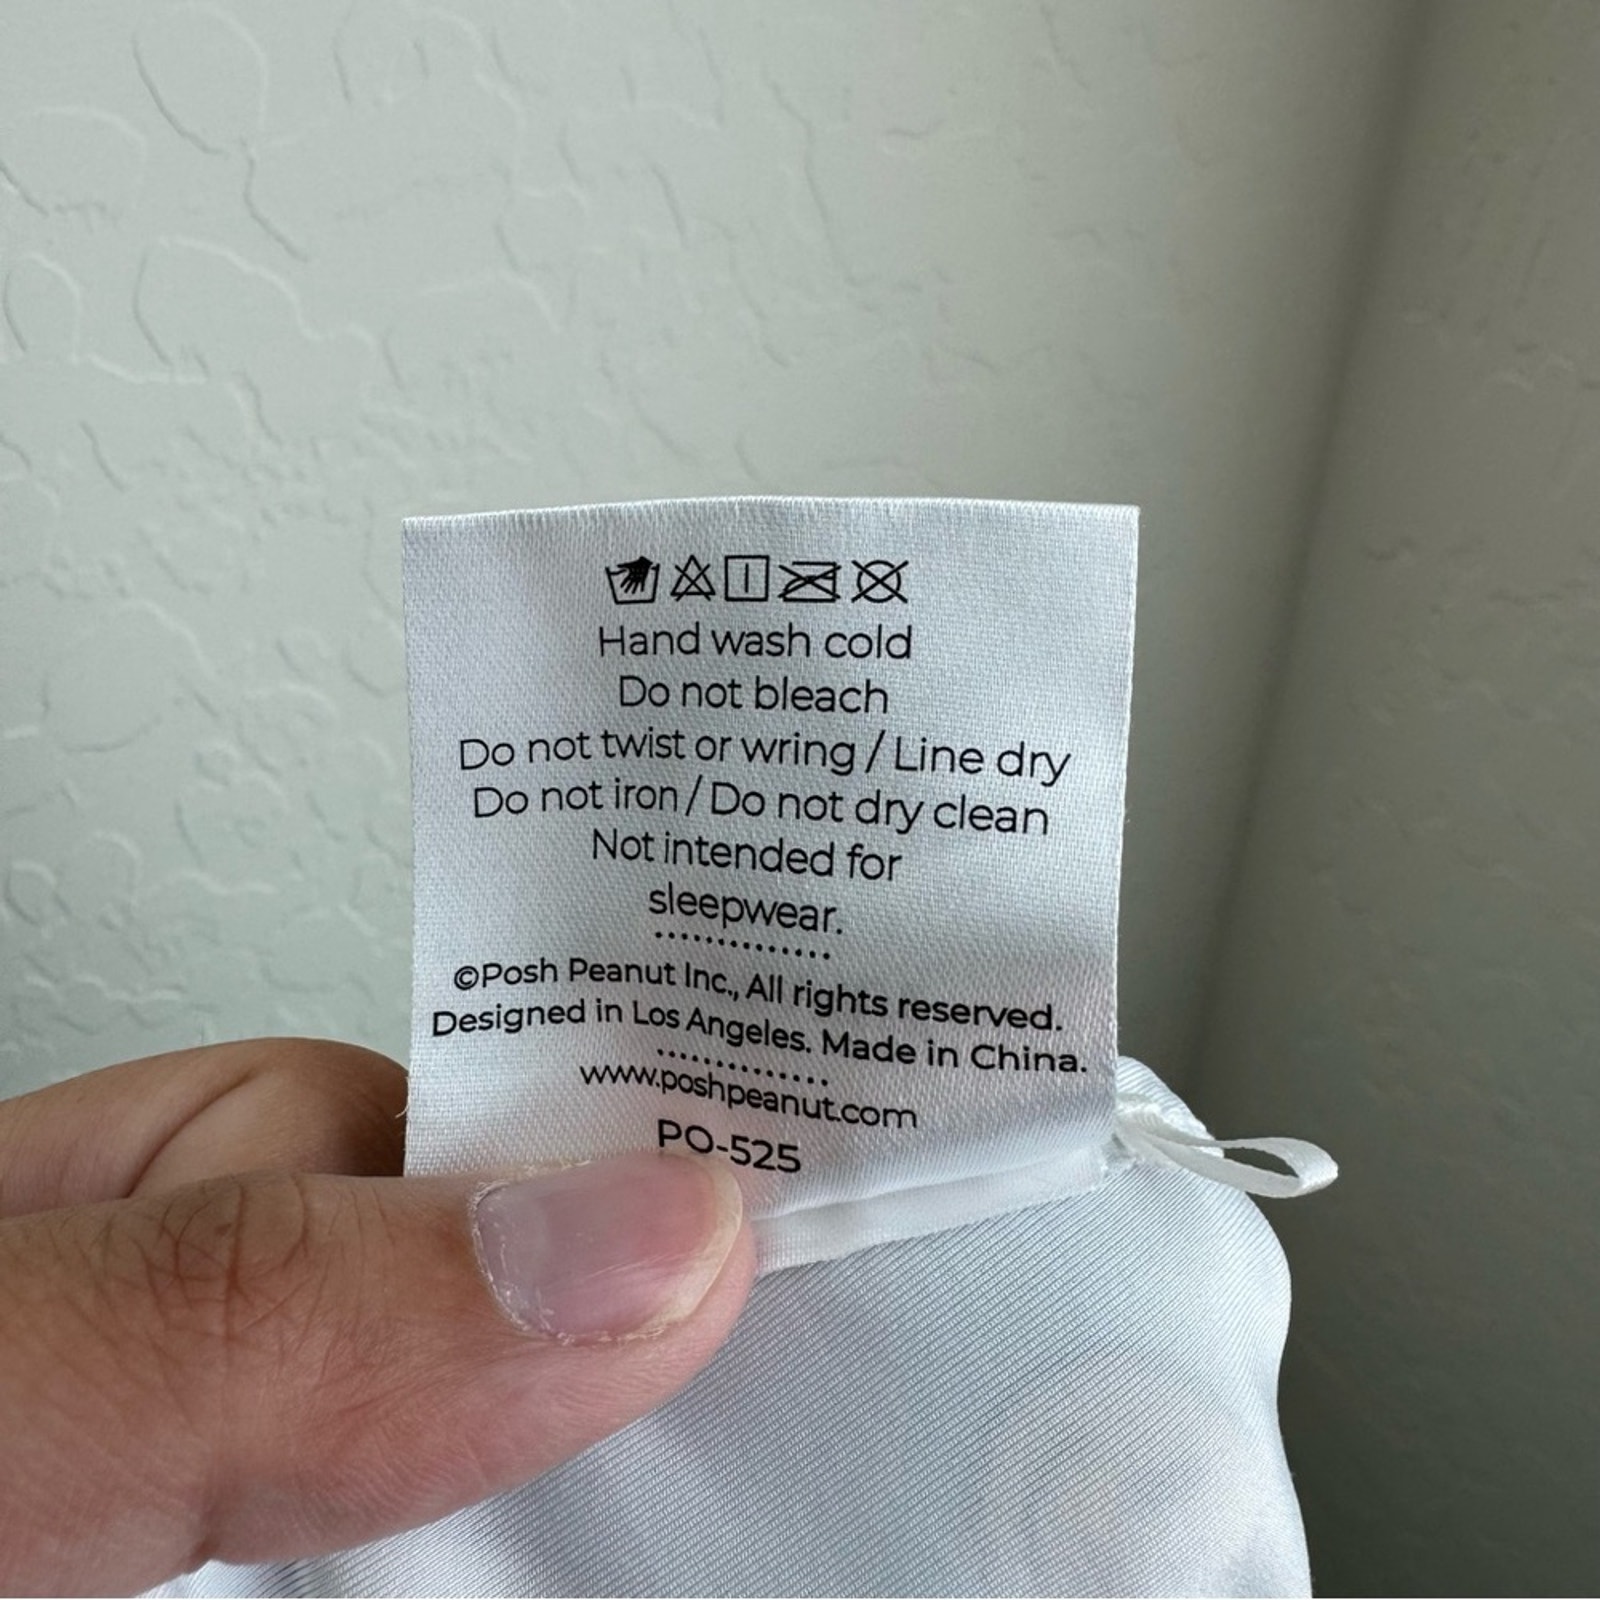 Hand wash cold
Do not bleach
Do not twist or wring / Line dry
Do not iron / Do not dry clean
Not intended for
sleepwear.
©Posh Peanut Inc., All rights reserved.
Designed in Los Angeles. Made in China.
www.poshpeanut.com
PO-525